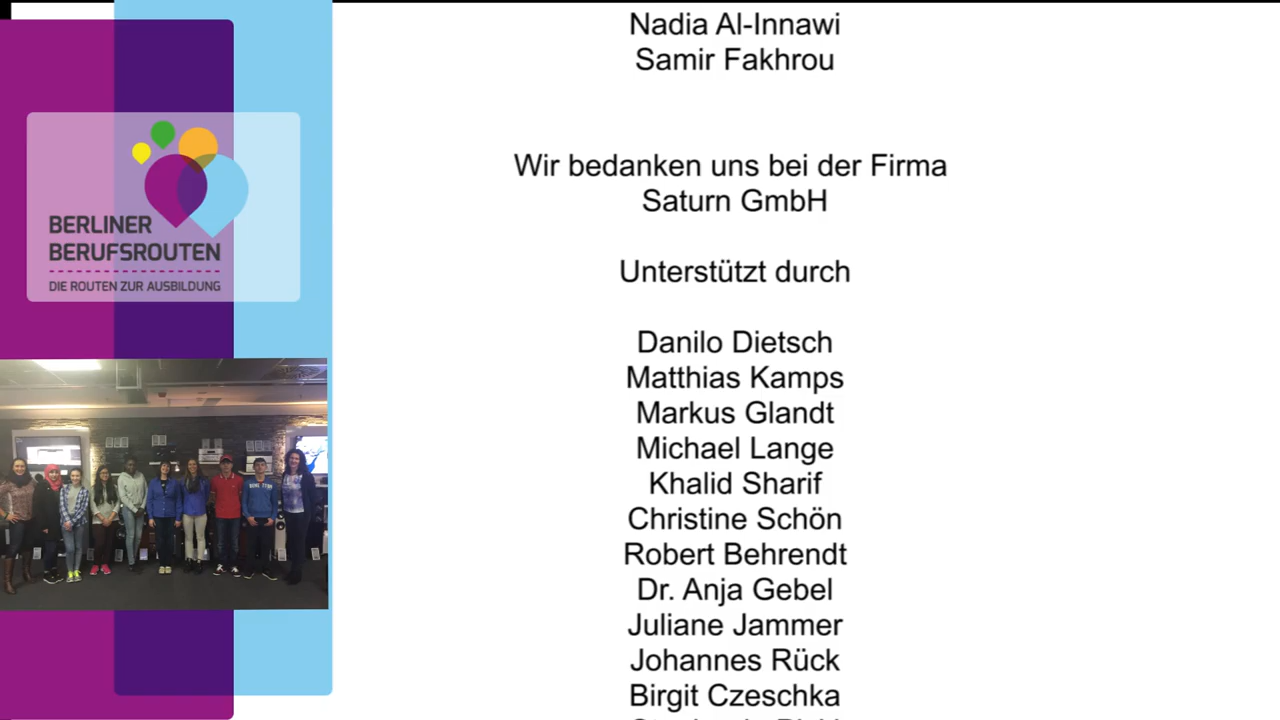 BERLINER
BERUFSROUTEN
DIE ROUTEN ZUR AUSBILDUNG
Nadia Al-Innawi
Samir Fakhrou
Wir bedanken uns bei der Firma
Saturn GmbH
Unterstützt durch
Danilo Dietsch
Matthias Kamps
Markus Glandt
Michael Lange
Khalid Sharif
Christine Schön
Robert Behrendt
Dr. Anja Gebel
Juliane Jammer
Johannes Rück
Birgit Czeschka